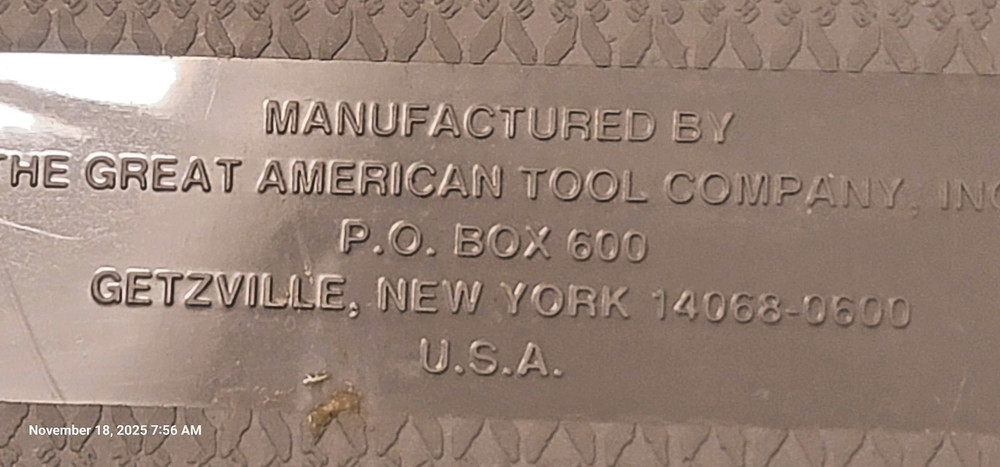 MANUFACTURED BY
THE GREAT AMERICAN TOOL COMPANY, INC
P.O. BOX 600
GETZVILLE, NEW YORK 14068-0600
U.S.A.
November 18, 2025 7:56 AM